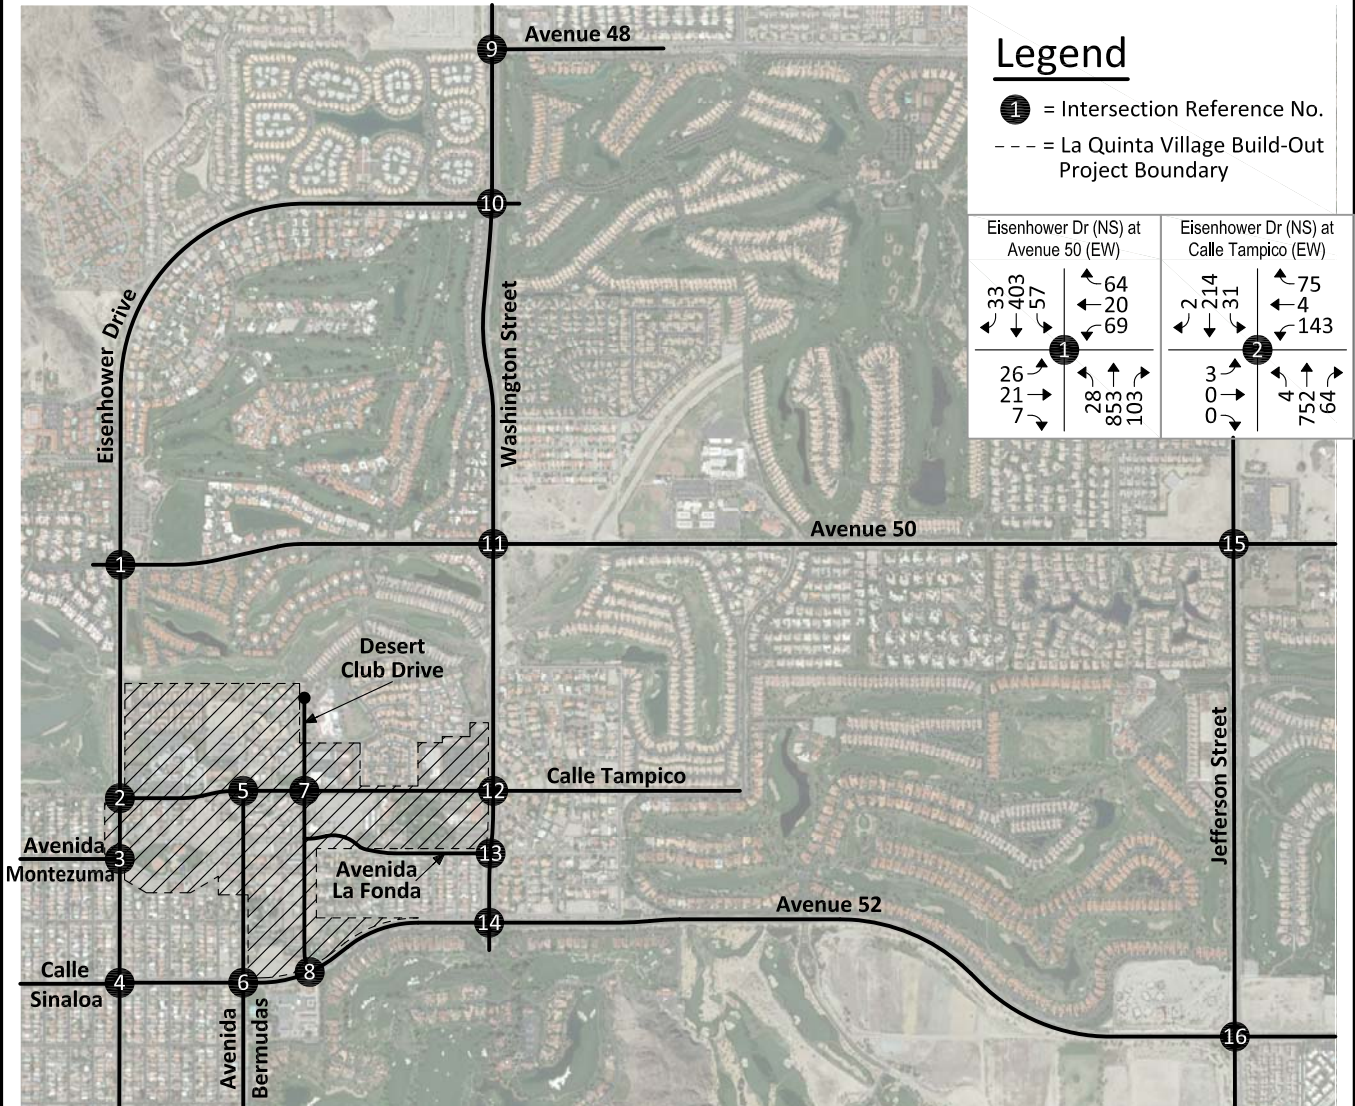 Avenue 48
9
Legend
1 = Intersection Reference No.
= La Quinta Village Build-Out
Project Boundary
10
Eisenhower Dr (NS) at
Avenue 50 (EW)
33
403
57
64
20
69
1
26
21
7
28
853
103
Eisenhower Dr (NS) at
Calle Tampico (EW)
2
214
31
75
4
143
2
3
0
0
4
752
64
Eisenhower Drive
Washington Street
Avenue 50
1
11
15
Desert
Club Drive
Jefferson Street
Calle Tampico
2
5
7
12
Avenida
Montezuma
3
13
Avenida
La Fonda
Avenue 52
14
Calle
Sinaloa
4
6
8
Avenida
Bermudas
16